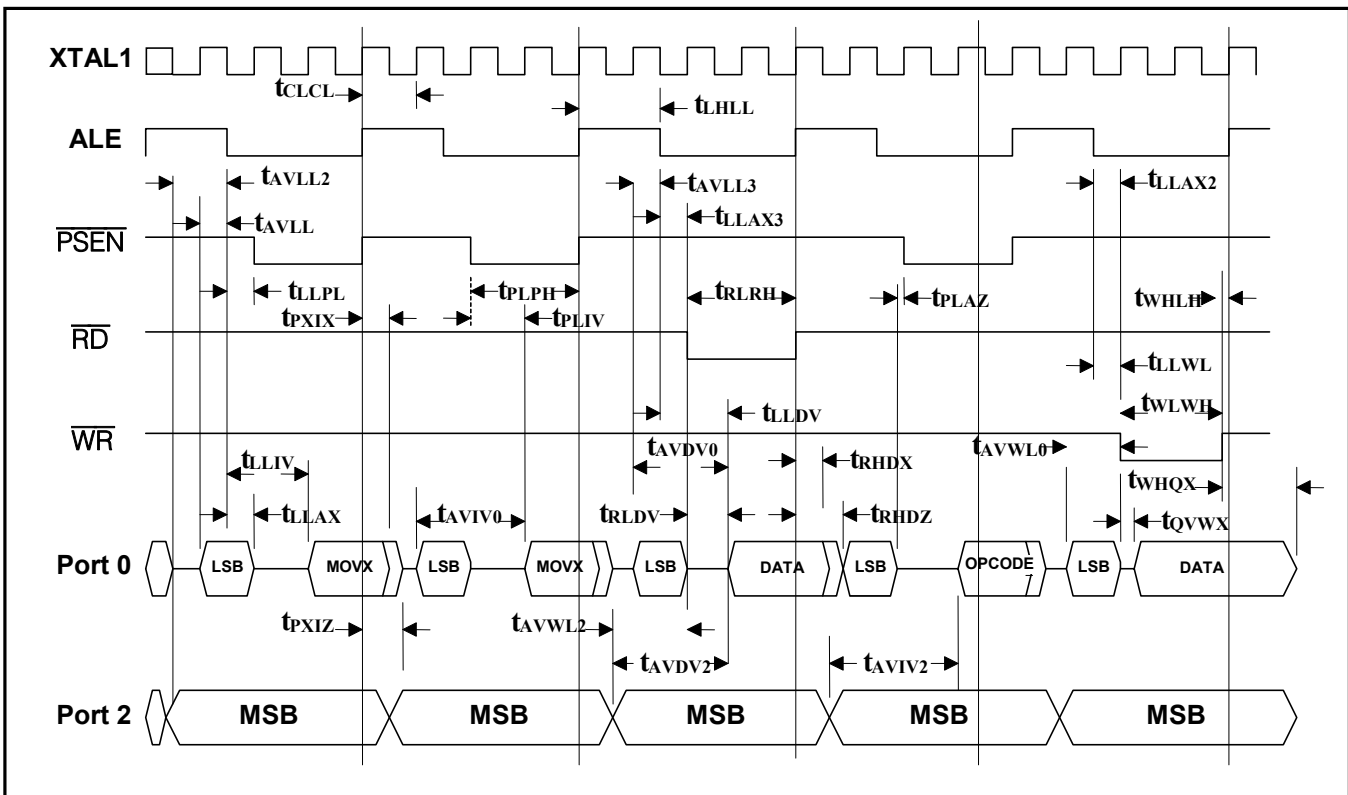 XTAL1
tCLCL
tLHLL
ALE
tAVLL2
tAVLL3
tLLAX2
tAVLL
tLLAX3
PSEN
tLLPL
tPLPH
tRLRH
tPLAZ
tWHLH
tPXIX
tPLIV
RD
tLLWL
tWLWH
tLLDV
WR
tAVDV0
tAVWL0
tLLIV
tRHDX
tWHQX
tLLAX
tAVIV0
tRLDV
tRHDZ
tQVWX
Port 0 LSB MOVX LSB MOVX LSB DATA LSB OPCODE LSB DATA
tPXIZ
tAVWL2
tAVDV2
tAVIV2
Port 2 MSB MSB MSB MSB MSB